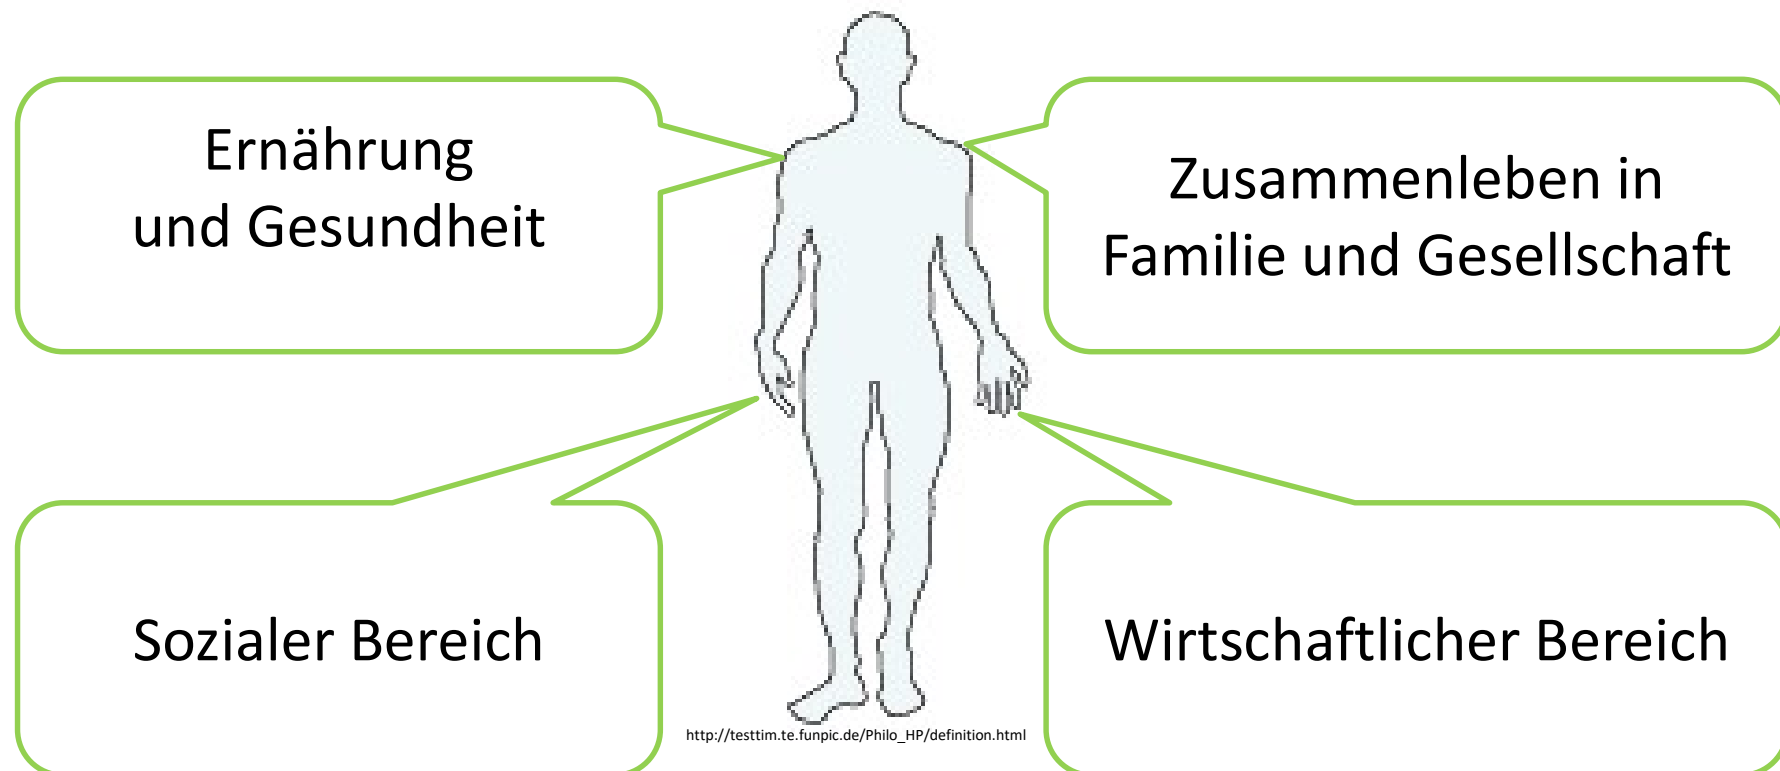 Ernährung
und Gesundheit
Zusammenleben in
Familie und Gesellschaft
Sozialer Bereich
Wirtschaftlicher Bereich
http://testtim.te.funpic.de/Philo_HP/definition.html